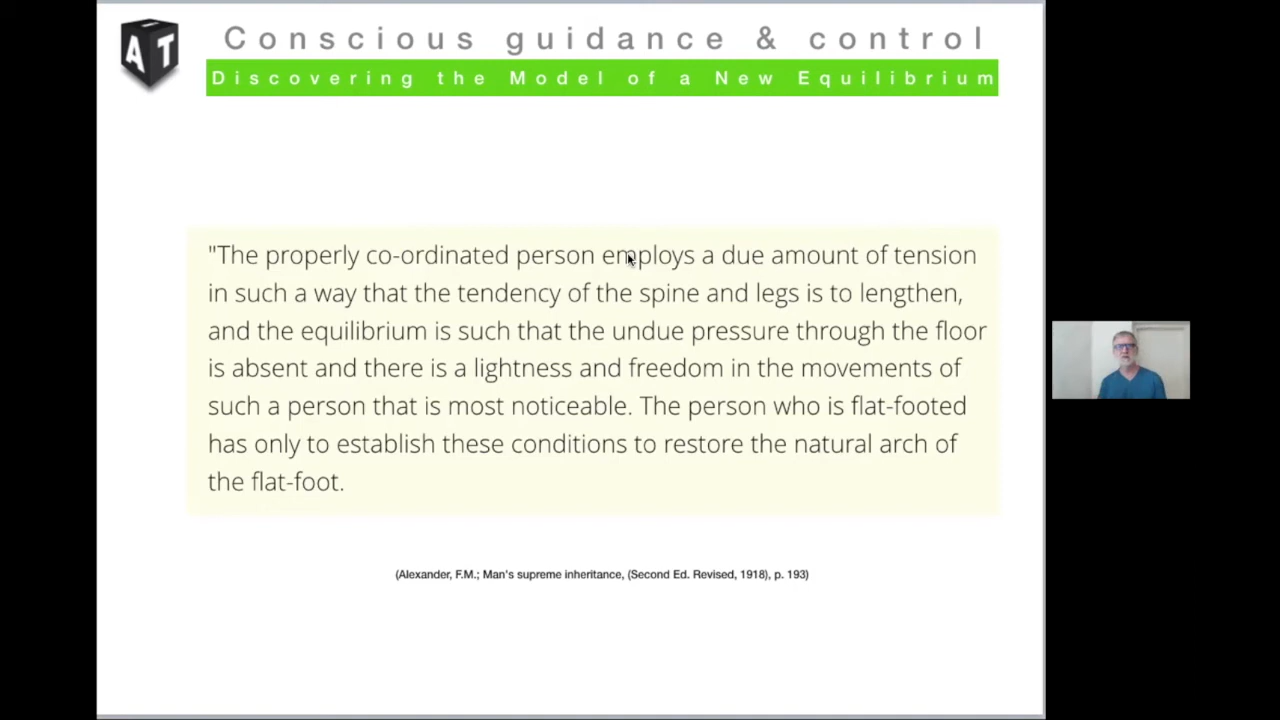 AT
Conscious guidance & control
Discovering the Model of a New Equilibrium
"The properly co-ordinated person employs a due amount of tension
in such a way that the tendency of the spine and legs is to lengthen,
and the equilibrium is such that the undue pressure through the floor
is absent and there is a lightness and freedom in the movements of
such a person that is most noticeable. The person who is flat-footed
has only to establish these conditions to restore the natural arch of
the flat-foot.
(Alexander, F.M.; Man's supreme inheritance, (Second Ed. Revised, 1918), p. 193)